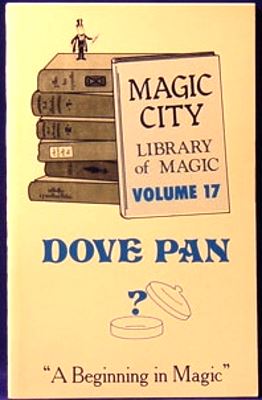 MAGIC
CITY
LIBRARY
of MAGIC
VOLUME 17
DOVE PAN
?
"A Beginning in Magic"